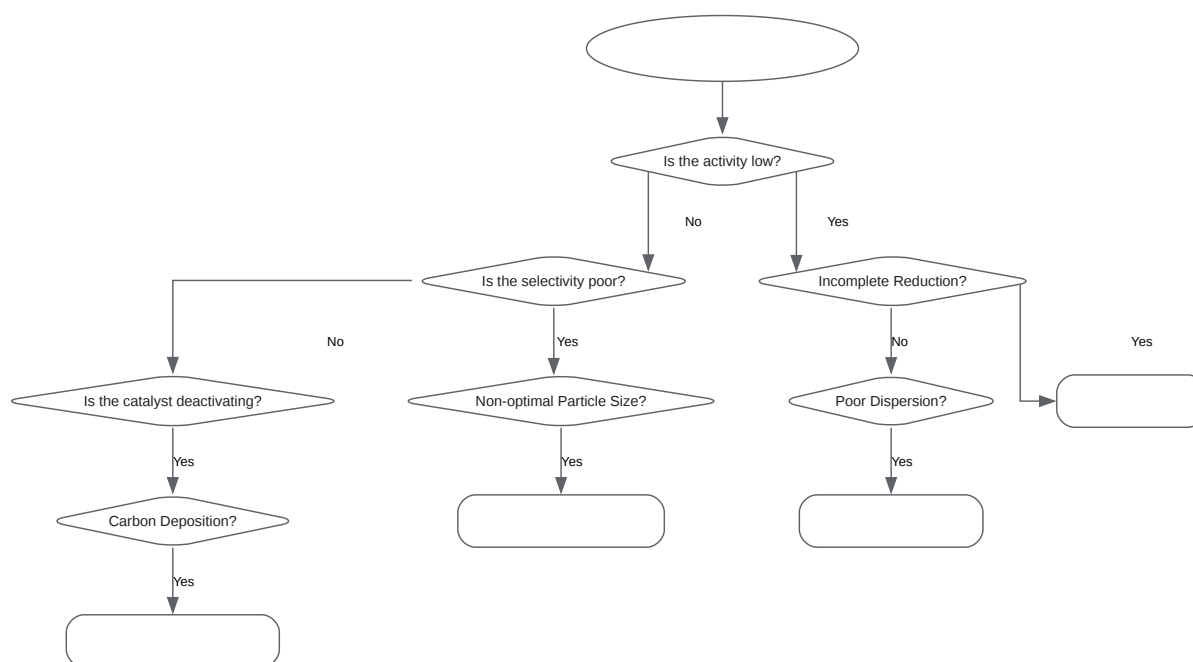 Is the activity low?
No
Yes
Is the selectivity poor?
Incomplete Reduction?
No
Yes
No
Yes
Is the catalyst deactivating?
Non-optimal Particle Size?
Poor Dispersion?
Yes
Yes
Yes
Carbon Deposition?
Yes